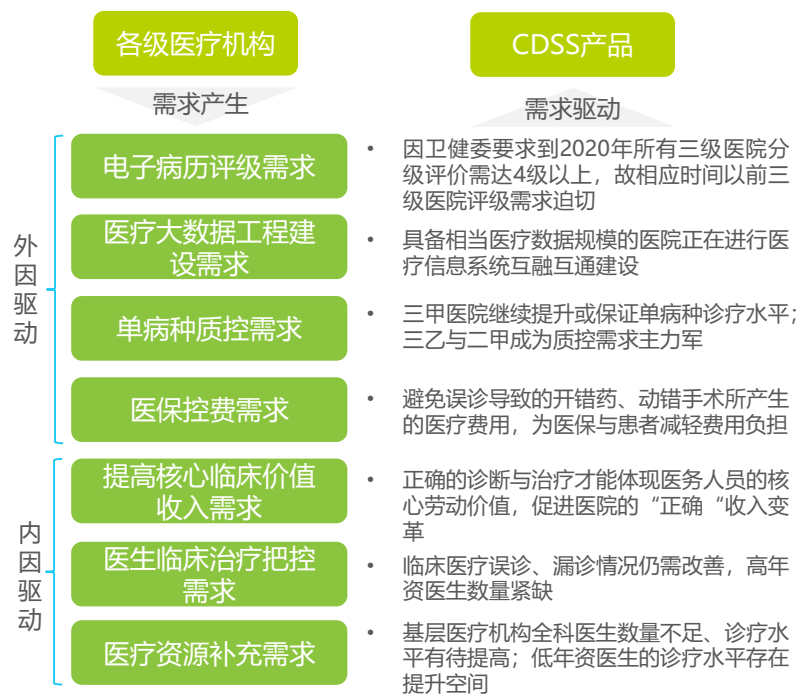 各级医疗机构
CDSS产品
需求产生
需求驱动
外因驱动
电子病历评级需求
• 因卫健委要求到2020年所有三级医院分
级评价需达4级以上，故相应时间以前三
级医院评级需求迫切
医疗大数据工程建
设需求
• 具备相当医疗数据规模的医院正在进行医
疗信息系统互融互通建设
单病种质控需求
• 三甲医院继续提升或保证单病种诊疗水平；
三乙与二甲成为质控需求主力军
医保控费需求
• 避免误诊导致的开错药、动错手术所产生
的医疗费用，为医保与患者减轻费用负担
内因驱动
提高核心临床价值
收入需求
• 正确的诊断与治疗才能体现医务人员的核
心劳动价值，促进医院的“正确“收入变
革
医生临床治疗把控
需求
• 临床医疗误诊、漏诊情况仍需改善，高年
资医生数量紧缺
医疗资源补充需求
• 基层医疗机构全科医生数量不足、诊疗水
平有待提高；低年资医生的诊疗水平存在
提升空间